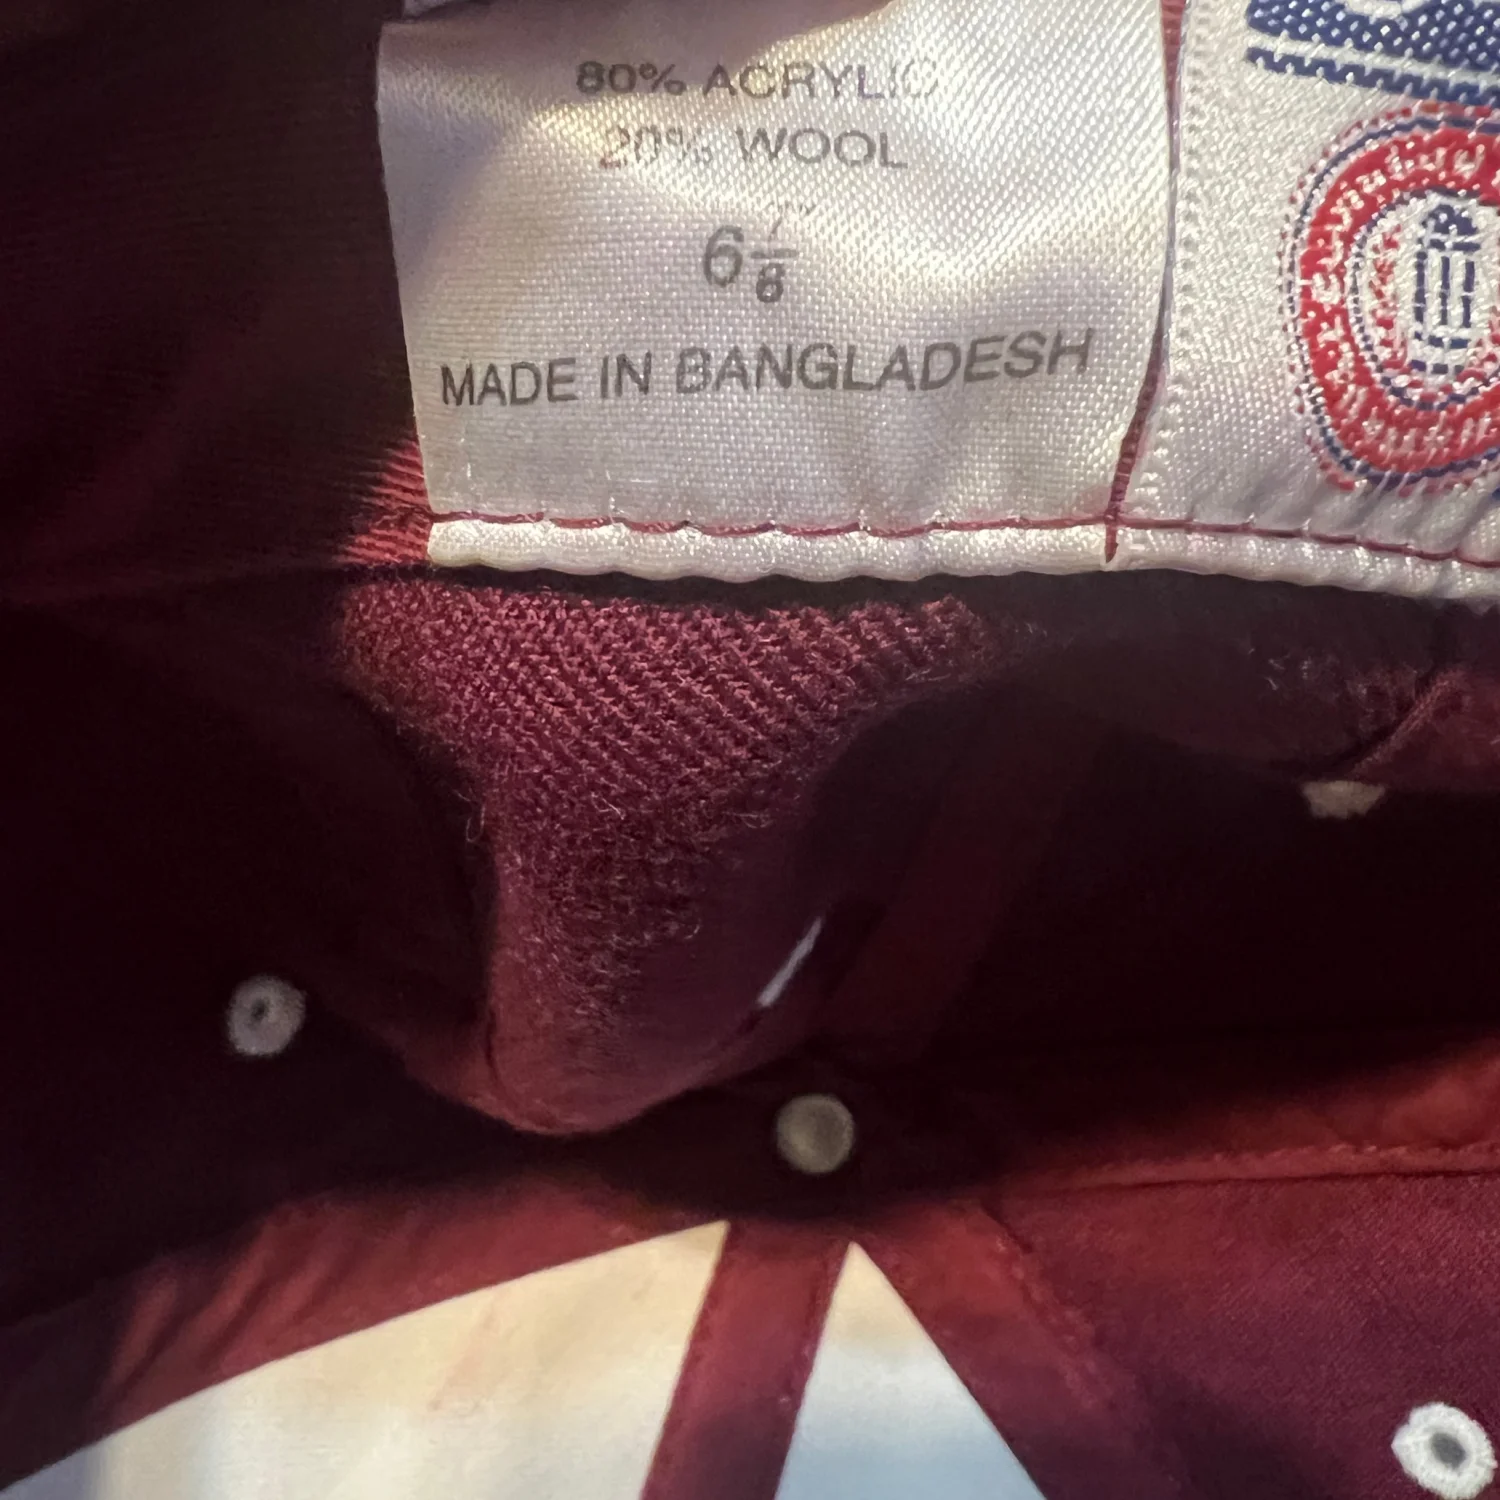 80% ACRYLIC
20% WOOL
6 7/8
MADE IN BANGLADESH